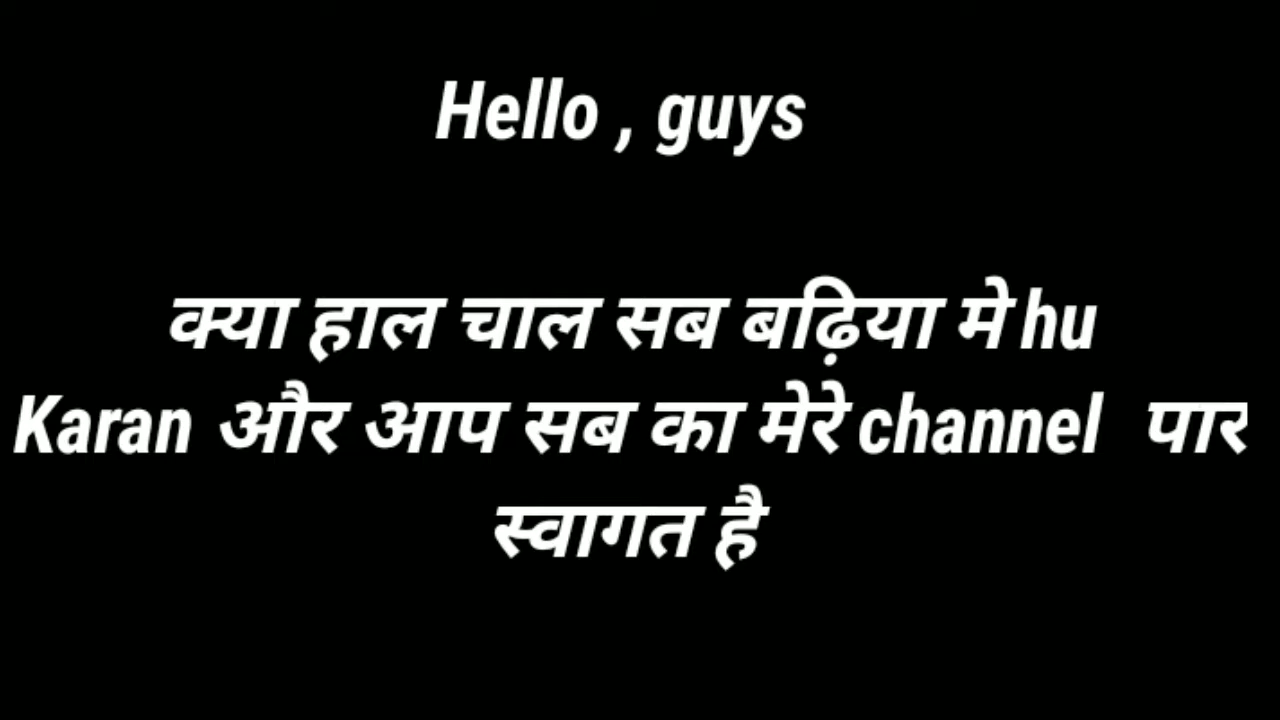 Hello , guys
क्या हाल चाल सब बढ़िया मे hu
Karan और आप सब का मेरे channel पार
स्वागत है